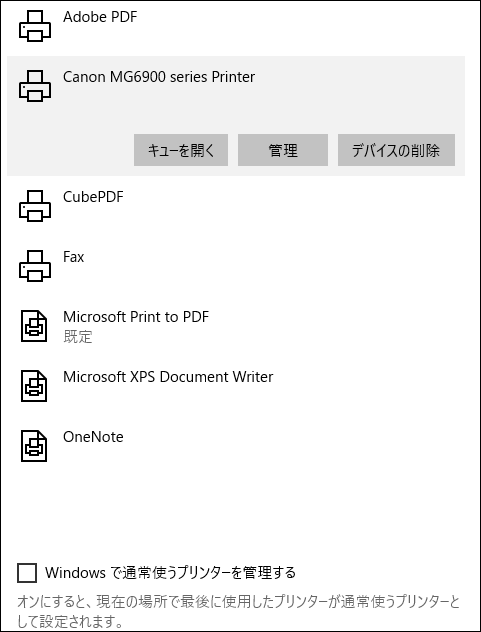 Adobe PDF
Canon MG6900 series Printer
キューを開く
管理
デバイスの削除
CubePDF
Fax
Microsoft Print to PDF
既定
Microsoft XPS Document Writer
OneNote
Windows で通常使うプリンターを管理する
オンにすると、現在の場所で最後に使用したプリンターが通常使うプリンターと
して設定されます。